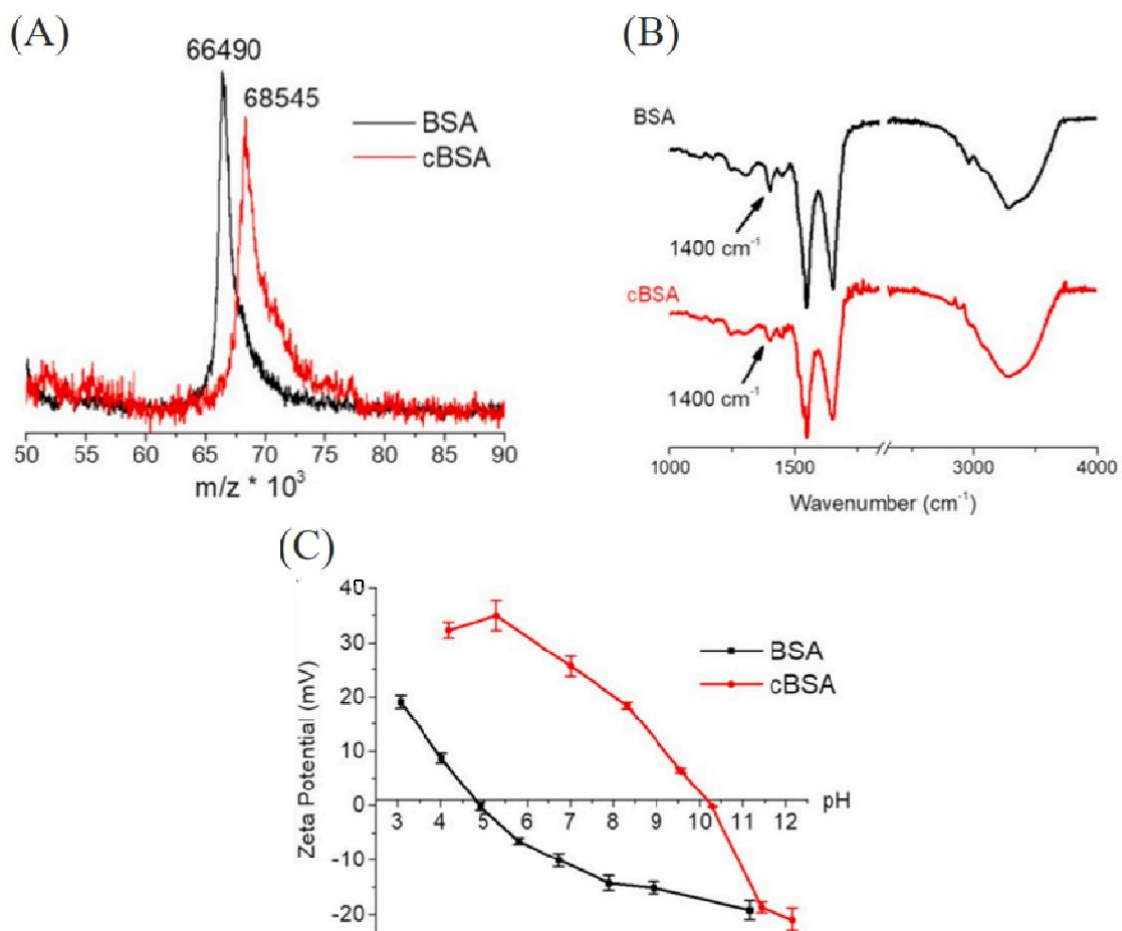 (A)
66490
68545
BSA
cBSA
50 55 60 65 70 75 80 85 90
m/z * 10³
(B)
BSA
1400 cm⁻¹
cBSA
1400 cm⁻¹
1000 1500 3000 4000
Wavenumber (cm⁻¹)
(C)
40
30
20
10
0
-10
-20
Zeta Potential (mV)
BSA
cBSA
pH
3 4 5 6 7 8 9 10 11 12